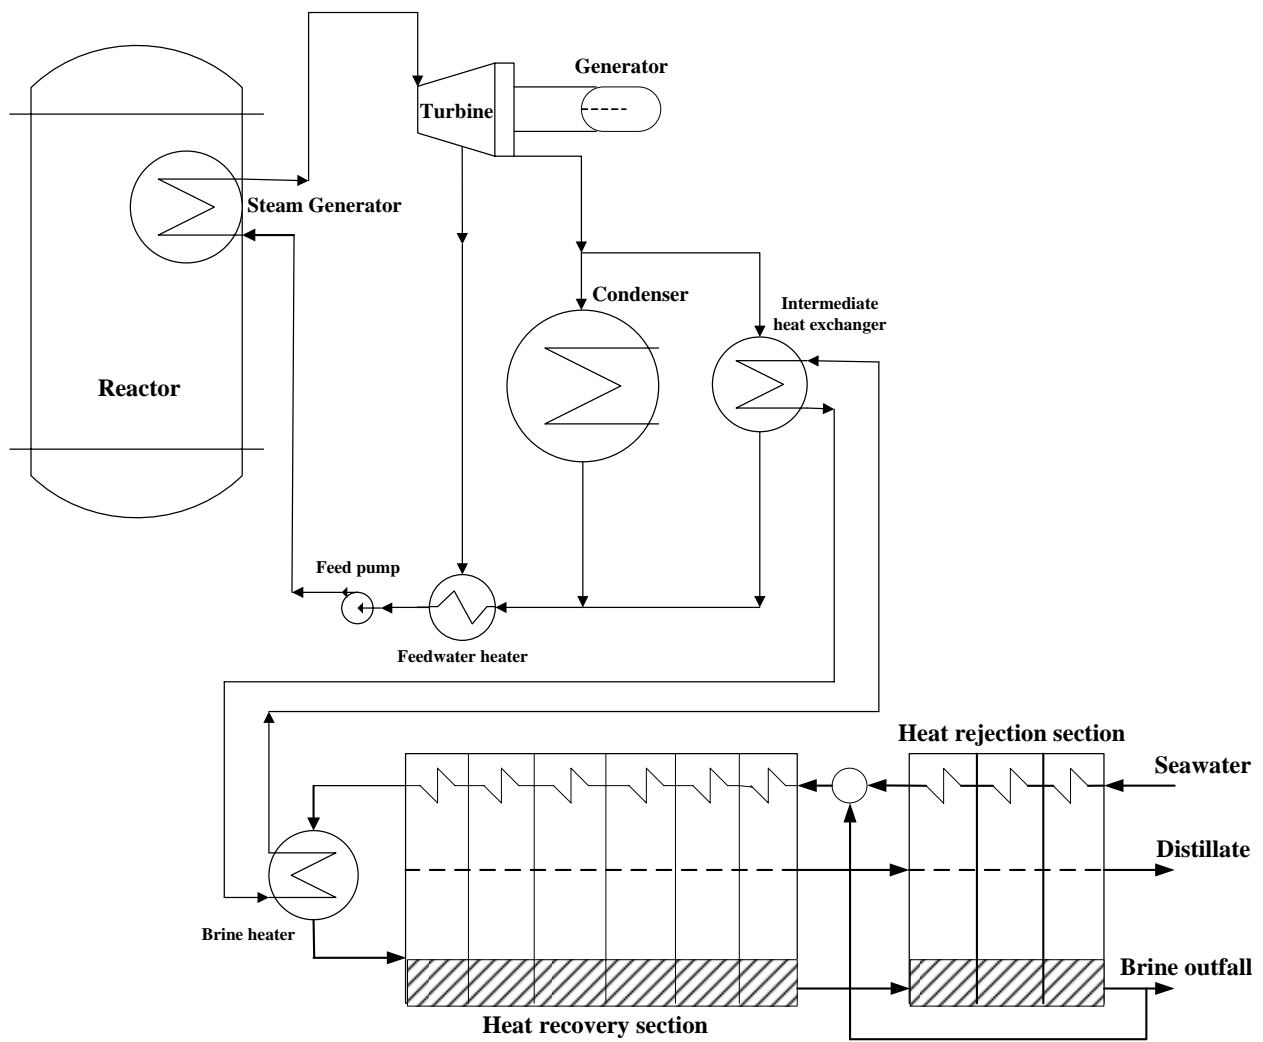 Generator
Turbine
Steam Generator
Condenser
Intermediate
heat exchanger
Reactor
Feed pump
Feedwater heater
Heat rejection section
Seawater
Distillate
Brine heater
Brine outfall
Heat recovery section